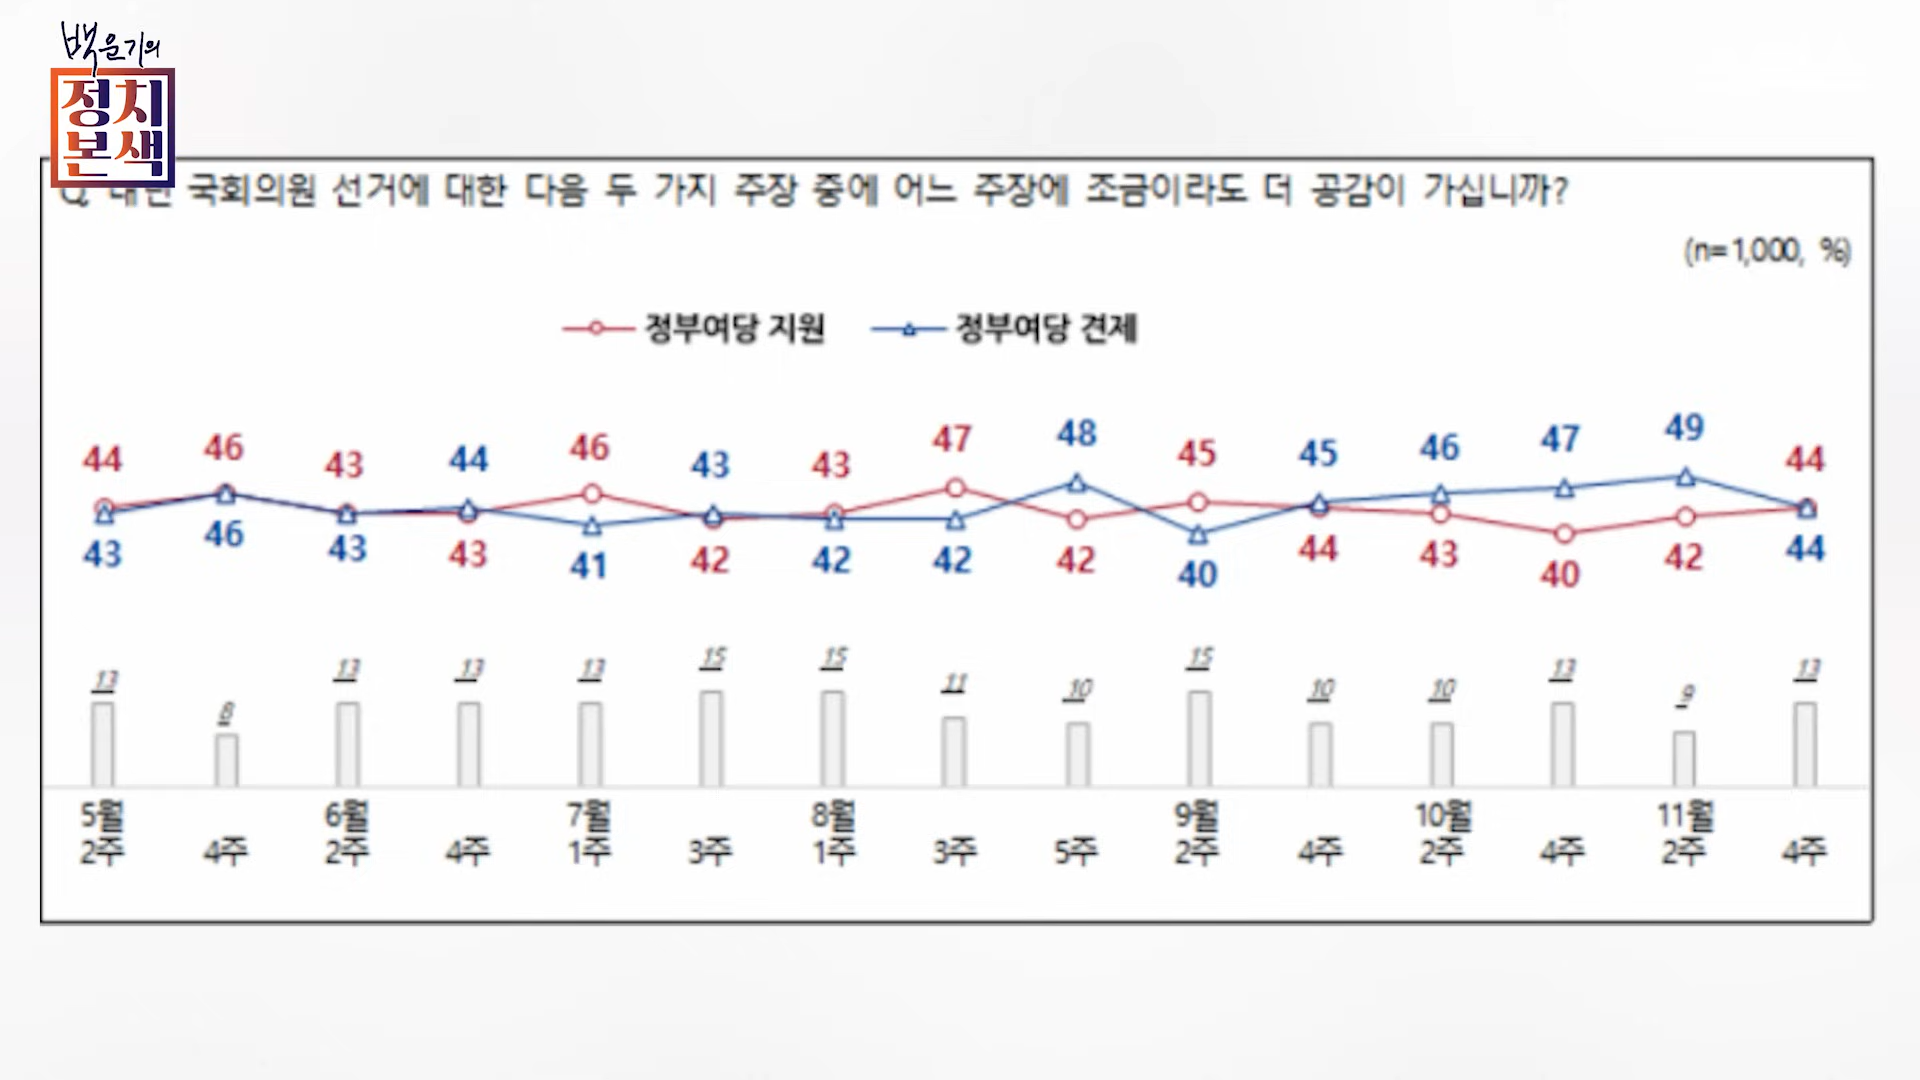 백운기의
정치
본색
Q. 내년 국회의원 선거에 대한 다음 두 가지 주장 중에 어느 주장에 조금이라도 더 공감이 가십니까?
(n=1,000, %)
정부여당 지원 정부여당 견제
44 46 43 44 46 43 43 47 48 45 45 46 47 49 44
43 46 43 43 41 42 42 42 42 40 44 43 40 42 44
13 8 13 13 13 15 15 11 10 15 10 10 13 9 13
5월 6월 7월 8월 9월 10월 11월
2주 4주 2주 4주 1주 3주 1주 3주 5주 2주 4주 2주 4주 2주 4주